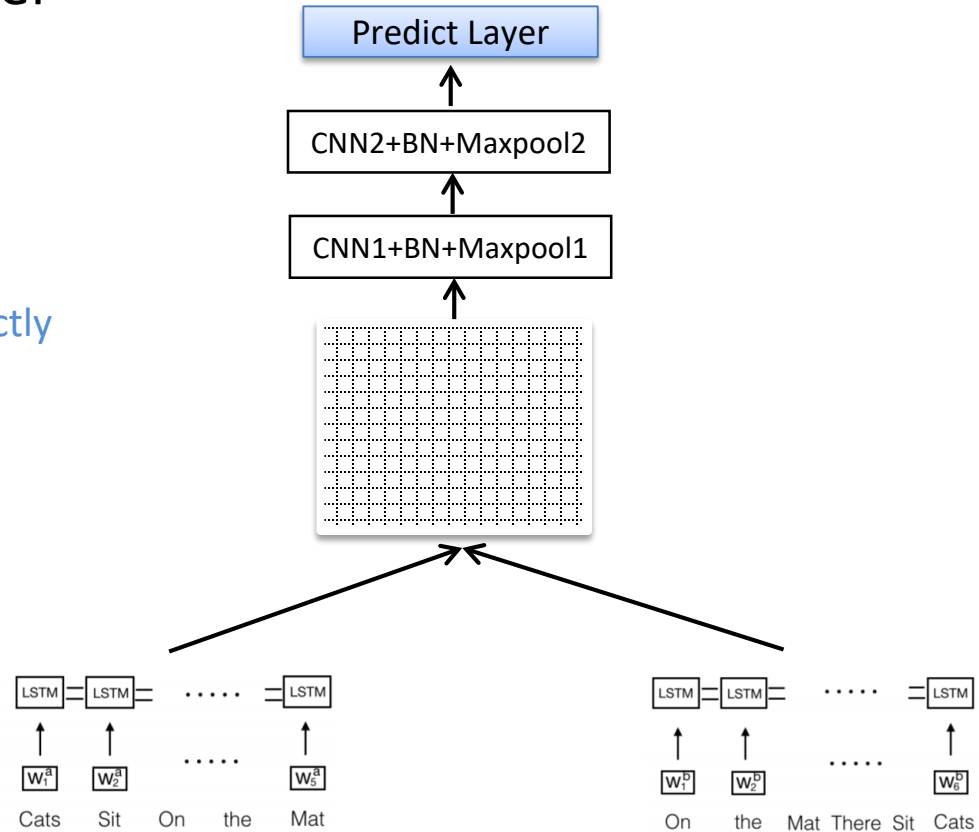 Predict Layer
CNN2+BN+Maxpool2
CNN1+BN+Maxpool1
ctly
LSTM LSTM ..... LSTM
LSTM LSTM ..... LSTM
W₁ᵃ W₂ᵃ ..... W₅ᵃ
W₁ᵇ W₂ᵇ ..... W₆ᵇ
Cats Sit On the Mat
On the Mat There Sit Cats